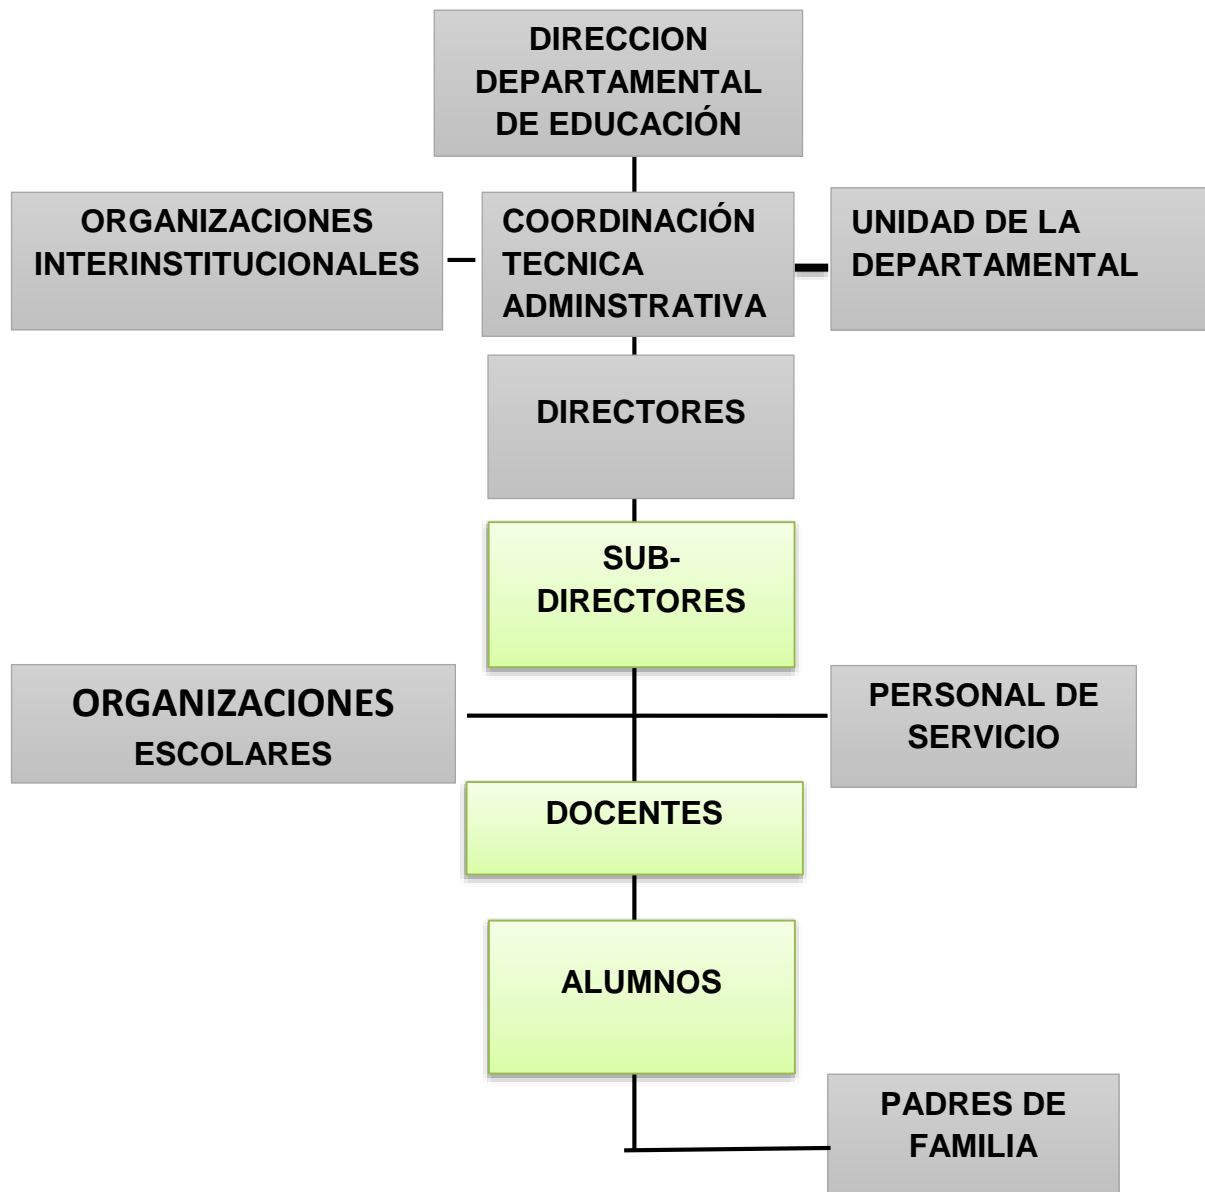 DIRECCION
DEPARTAMENTAL
DE EDUCACIÓN
ORGANIZACIONES
INTERINSTITUCIONALES
COORDINACIÓN
TECNICA
ADMINSTRATIVA
UNIDAD DE LA
DEPARTAMENTAL
DIRECTORES
SUB-
DIRECTORES
ORGANIZACIONES
ESCOLARES
PERSONAL DE
SERVICIO
DOCENTES
ALUMNOS
PADRES DE
FAMILIA